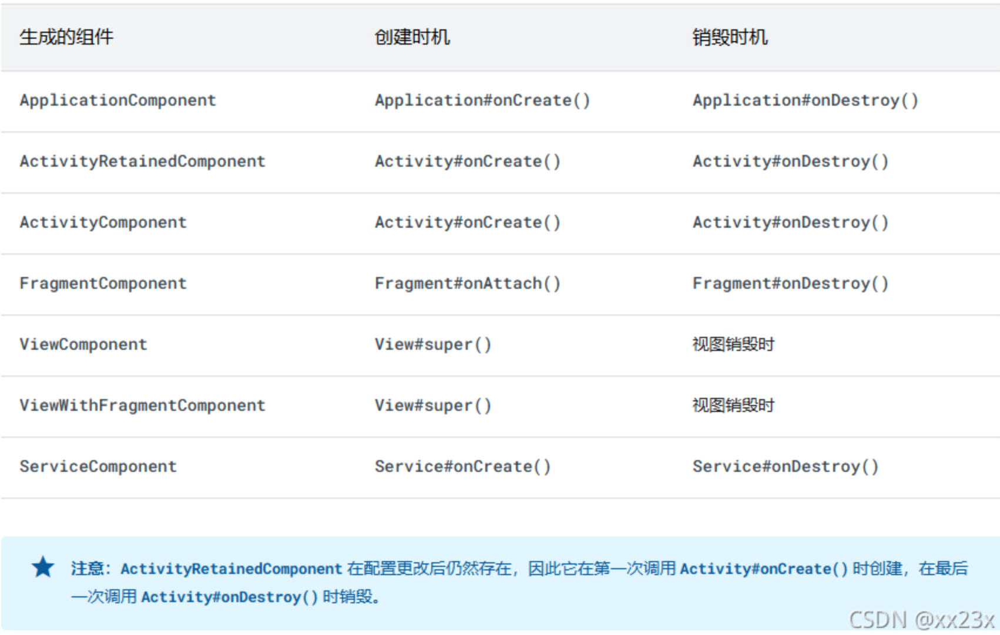 生成的组件 创建时机 销毁时机
ApplicationComponent Application#onCreate() Application#onDestroy()
ActivityRetainedComponent Activity#onCreate() Activity#onDestroy()
ActivityComponent Activity#onCreate() Activity#onDestroy()
FragmentComponent Fragment#onAttach() Fragment#onDestroy()
ViewComponent View#super() 视图销毁时
ViewWithFragmentComponent View#super() 视图销毁时
ServiceComponent Service#onCreate() Service#onDestroy()
注意：ActivityRetainedComponent 在配置更改后仍然存在，因此它在第一次调用 Activity#onCreate() 时创建，在最后
一次调用 Activity#onDestroy() 时销毁。
CSDN @xx23x